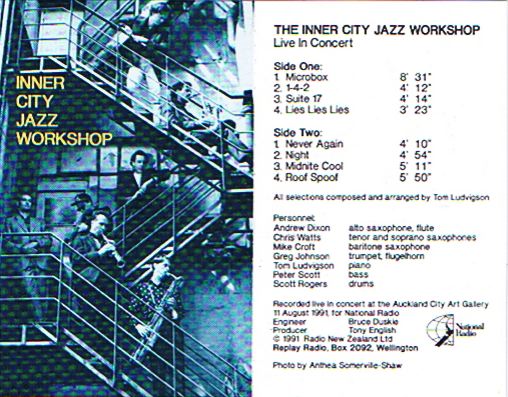 INNER
CITY
JAZZ
WORKSHOP
THE INNER CITY JAZZ WORKSHOP
Live In Concert
Side One:
1. Microbox 8' 31"
2. 1-4-2 4' 12"
3. Suite 17 4' 14"
4. Lies Lies Lies 3' 23"
Side Two:
1 Never Again 4' 10"
2. Night 4' 54"
3. Midnite Cool 5' 11"
4. Roof Spoof 5' 50"
All selections composed and arranged by Tom Ludvigson
Personnel:
Andrew Dixon alto saxophone, flute
Chris Watts tenor and soprano saxophones
Mike Croft baritone saxophone
Greg Johnson trumpet, flugelhorn
Tom Ludvigson piano
Peter Scott bass
Scott Rogers drums
Recorded live in concert at the Auckland City Art Gallery
11 August 1991, for National Radio
Engineer Bruce Duskie
Producer Tony English
© 1991 Radio New Zealand Ltd
Replay Radio, Box 2092, Wellington
National
Radio
Photo by Anthea Somerville-Shaw